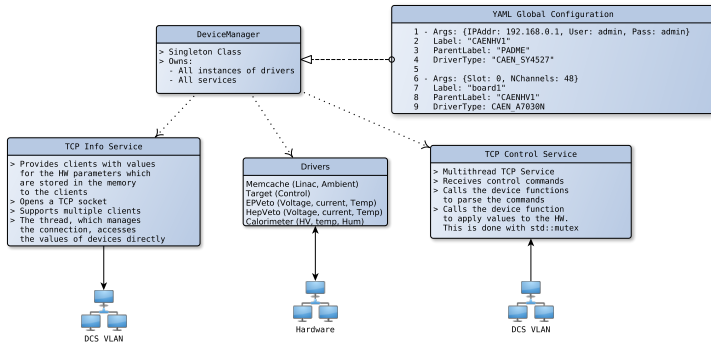 DeviceManager
> Singleton Class
> Owns:
- All instances of drivers
- All services
YAML Global Configuration
1 - Args: {IPAddr: 192.168.0.1, User: admin, Pass: admin}
2 Label: "CAENHV1"
3 ParentLabel: "PADME"
4 DriverType: "CAEN_SY4527"
5
6 - Args: {Slot: 0, NChannels: 48}
7 Label: "board1"
8 ParentLabel: "CAENHV1"
9 DriverType: CAEN_A7030N
TCP Info Service
> Provides clients with values
for the HW parameters which
are stored in the memory
to the clients
> Opens a TCP socket
> Supports multiple clients
> The thread, which manages
the connection, accesses
the values of devices directly
Drivers
Memcache (Linac, Ambient)
Target (Control)
EPVeto (Voltage, current, Temp)
HepVeto (Voltage, current, Temp)
Calorimeter (HV, temp, Hum)
TCP Control Service
> Multithread TCP Service
> Receives control commands
> Calls the device functions
to parse the commands
> Calls the device function
to apply values to the HW.
This is done with std::mutex
DCS VLAN
Hardware
DCS VLAN